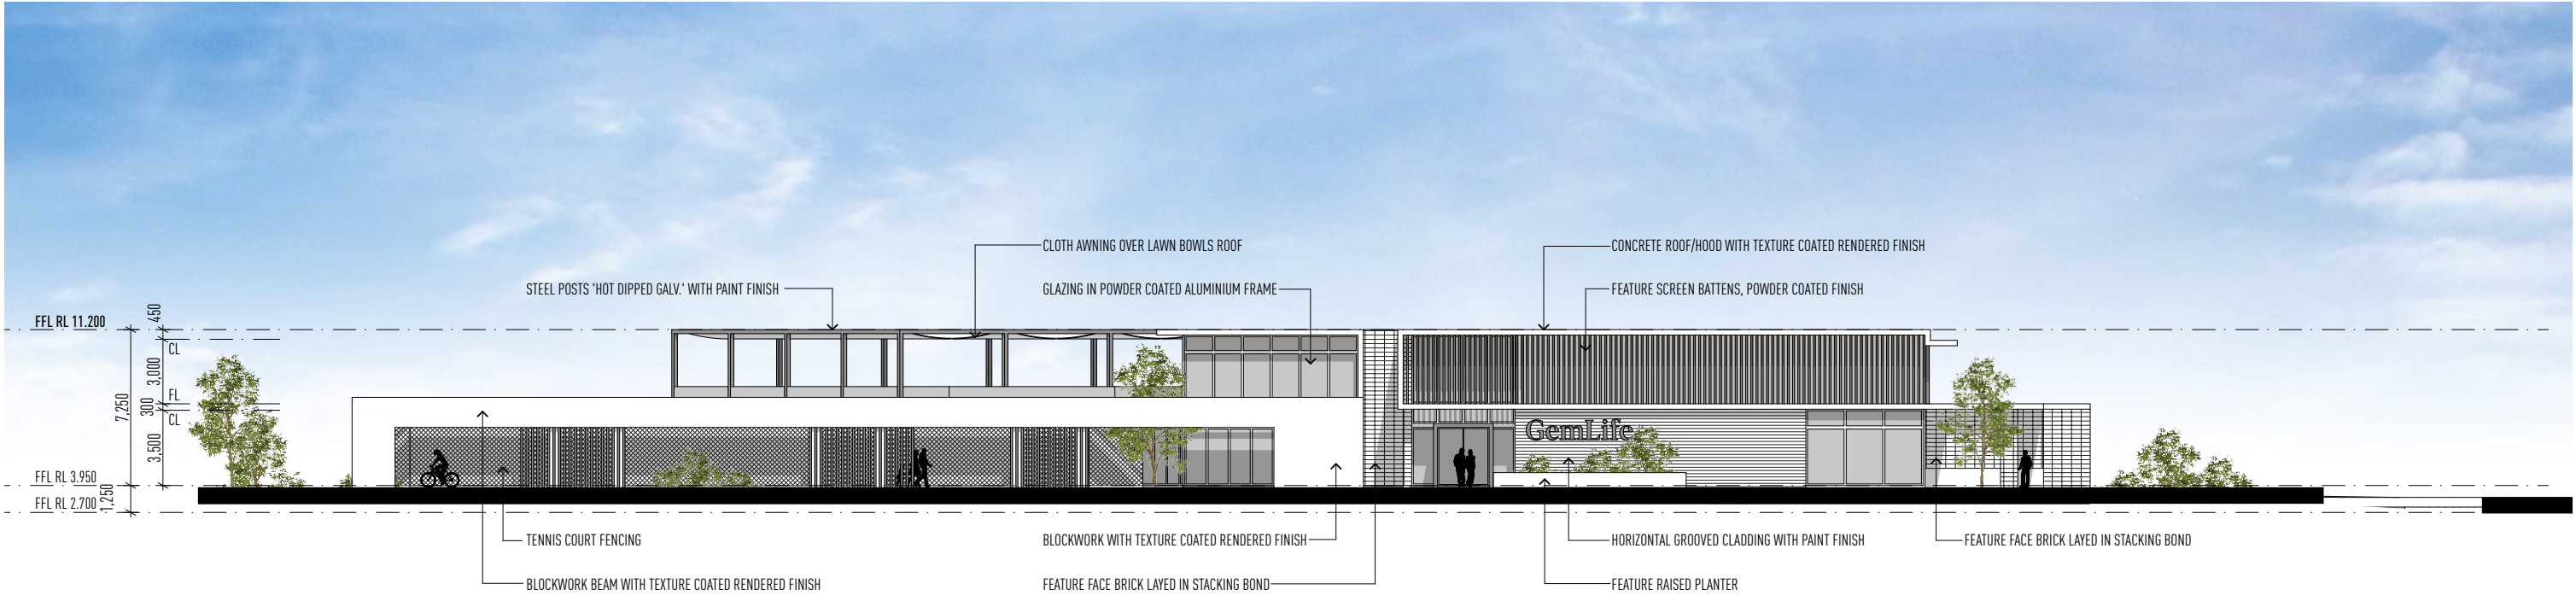 CLOTH AWNING OVER LAWN BOWLS ROOF
CONCRETE ROOF/HOOD WITH TEXTURE COATED RENDERED FINISH
STEEL POSTS 'HOT DIPPED GALV.' WITH PAINT FINISH
GLAZING IN POWDER COATED ALUMINIUM FRAME
FEATURE SCREEN BATTENS, POWDER COATED FINISH
FFL RL 11.200
450
CL
3,000
FL
300
CL
7,250
3,500
GemLife
FFL RL 3.950
1,250
FFL RL 2.700
TENNIS COURT FENCING
BLOCKWORK WITH TEXTURE COATED RENDERED FINISH
HORIZONTAL GROOVED CLADDING WITH PAINT FINISH
FEATURE FACE BRICK LAYED IN STACKING BOND
BLOCKWORK BEAM WITH TEXTURE COATED RENDERED FINISH
FEATURE FACE BRICK LAYED IN STACKING BOND
FEATURE RAISED PLANTER